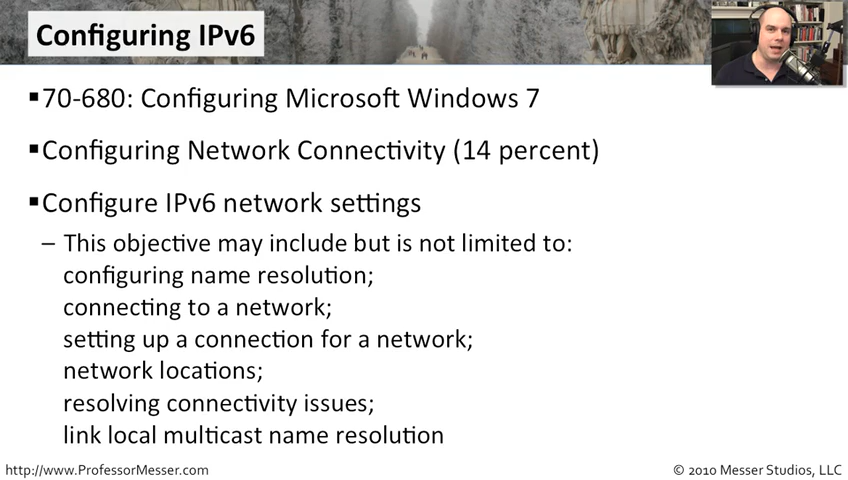 Configuring IPv6
▪70-680: Configuring Microsoft Windows 7
▪Configuring Network Connectivity (14 percent)
▪Configure IPv6 network settings
– This objective may include but is not limited to:
configuring name resolution;
connecting to a network;
setting up a connection for a network;
network locations;
resolving connectivity issues;
link local multicast name resolution
http://www.ProfessorMesser.com
© 2010 Messer Studios, LLC